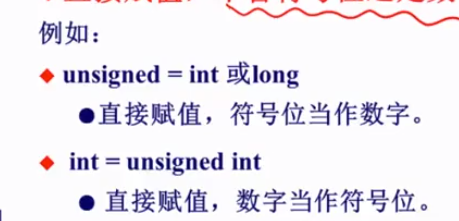 例如：
◆ unsigned = int 或long
●直接赋值，符号位当作数字。
◆ int = unsigned int
● 直接赋值，数字当作符号位。